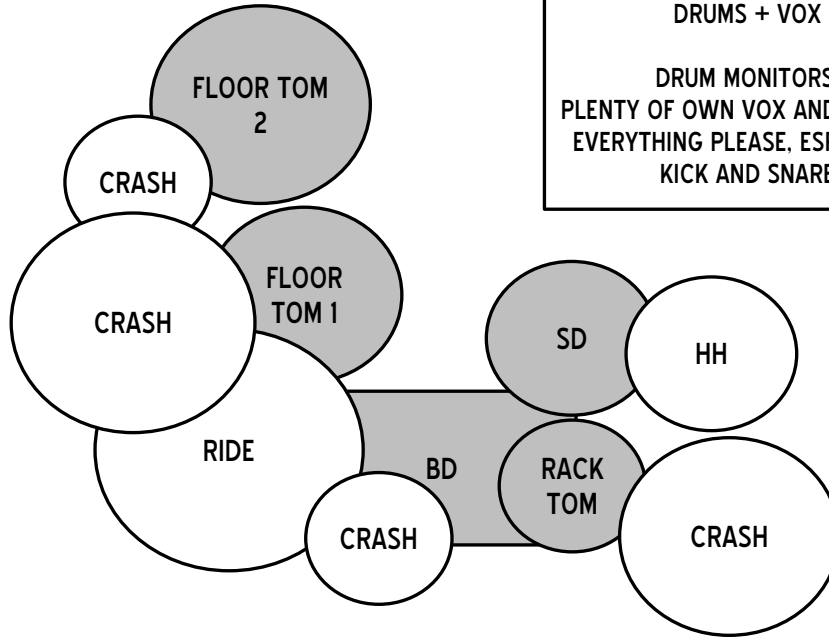 DRUMS + VOX
DRUM MONITORS
PLENTY OF OWN VOX AND
EVERYTHING PLEASE,
KICK AND SNARE
FLOOR TOM
2
CRASH
FLOOR
TOM 1
CRASH
SD
HH
RIDE
BD
RACK
TOM
CRASH
CRASH